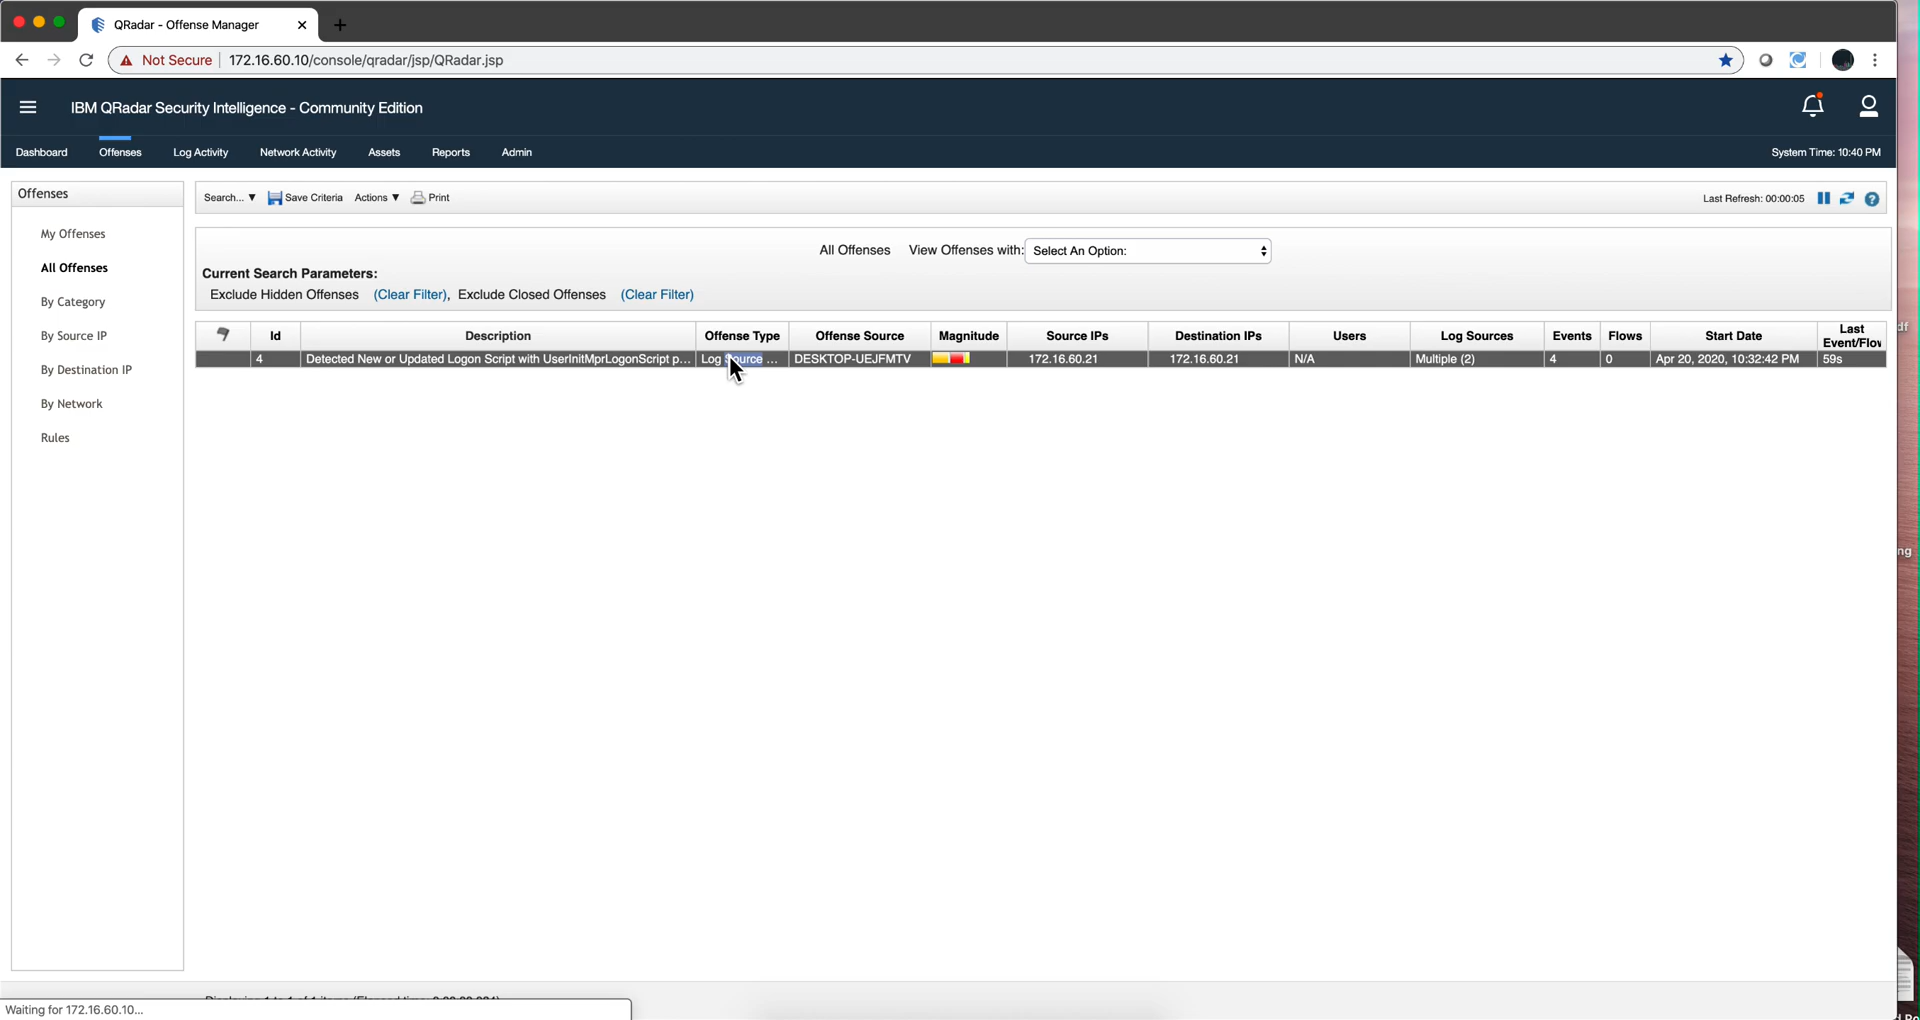 QRadar - Offense Manager
Not Secure 172.16.60.10/console/qradar/jsp/QRadar.jsp
IBM QRadar Security Intelligence - Community Edition
Dashboard Offenses Log Activity Network Activity Assets Reports Admin System Time: 10:40 PM
Offenses
My Offenses
All Offenses
By Category
By Source IP
By Destination IP
By Network
Rules
Search... ▼ Save Criteria Actions ▼ Print Last Refresh: 00:00:05
All Offenses View Offenses with: Select An Option:
Current Search Parameters:
Exclude Hidden Offenses (Clear Filter), Exclude Closed Offenses (Clear Filter)
Id Description Offense Type Offense Source Magnitude Source IPs Destination IPs Users Log Sources Events Flows Start Date Last Event/Flow
4 Detected New or Updated Logon Script with UserInitMprLogonScript p... Log Source ... DESKTOP-UEJFMTV 172.16.60.21 172.16.60.21 N/A Multiple (2) 4 0 Apr 20, 2020, 10:32:42 PM 59s
Waiting for 172.16.60.10...
df
ng